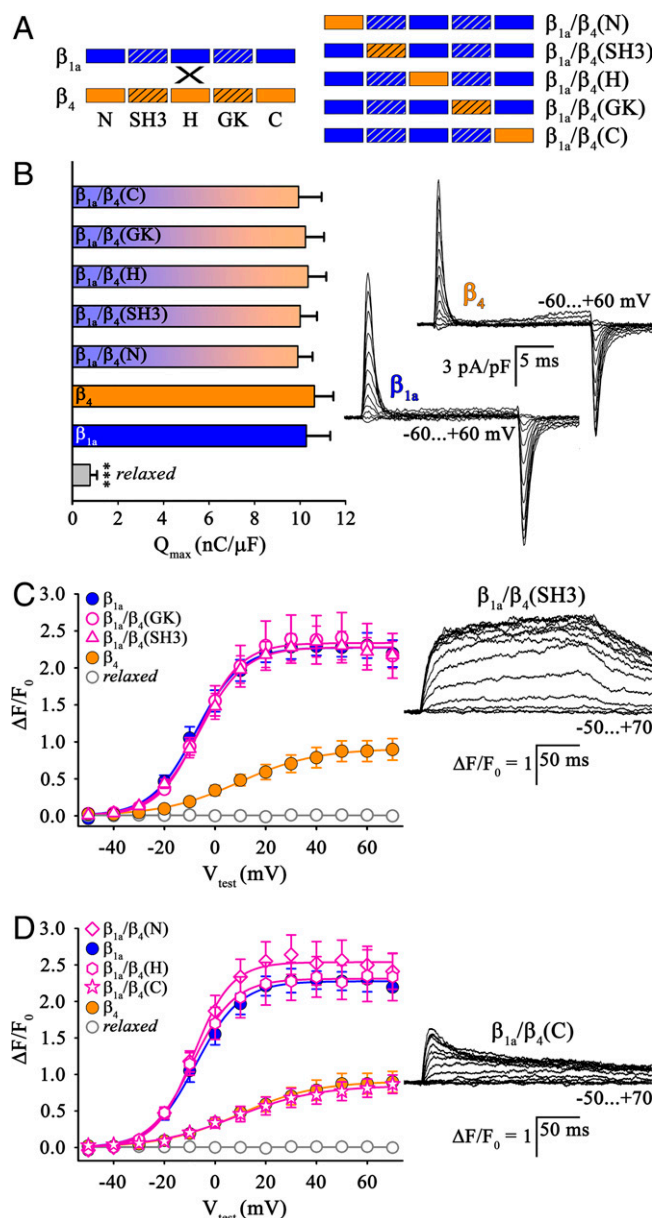 A
β1a
β4
N SH3 H GK C
β1a/β4(N)
β1a/β4(SH3)
β1a/β4(H)
β1a/β4(GK)
β1a/β4(C)
B
β1a/β4(C)
β1a/β4(GK)
β1a/β4(H)
β1a/β4(SH3)
β1a/β4(N)
β4
β1a
*** relaxed
0 2 4 6 8 10 12
Qmax (nC/μF)
β4
-60...+60 mV
3 pA/pF 5 ms
β1a
-60...+60 mV
C
β1a
β1a/β4(GK)
β1a/β4(SH3)
β4
relaxed
3.0
2.5
2.0
1.5
1.0
0.5
0.0
ΔF/F0
-40 -20 0 20 40 60
Vtest (mV)
β1a/β4(SH3)
-50...+70
ΔF/F0 = 1 50 ms
D
β1a/β4(N)
β1a
β1a/β4(H)
β1a/β4(C)
β4
relaxed
3.0
2.5
2.0
1.5
1.0
0.5
0.0
ΔF/F0
-40 -20 0 20 40 60
Vtest (mV)
β1a/β4(C)
-50...+70
ΔF/F0 = 1 50 ms